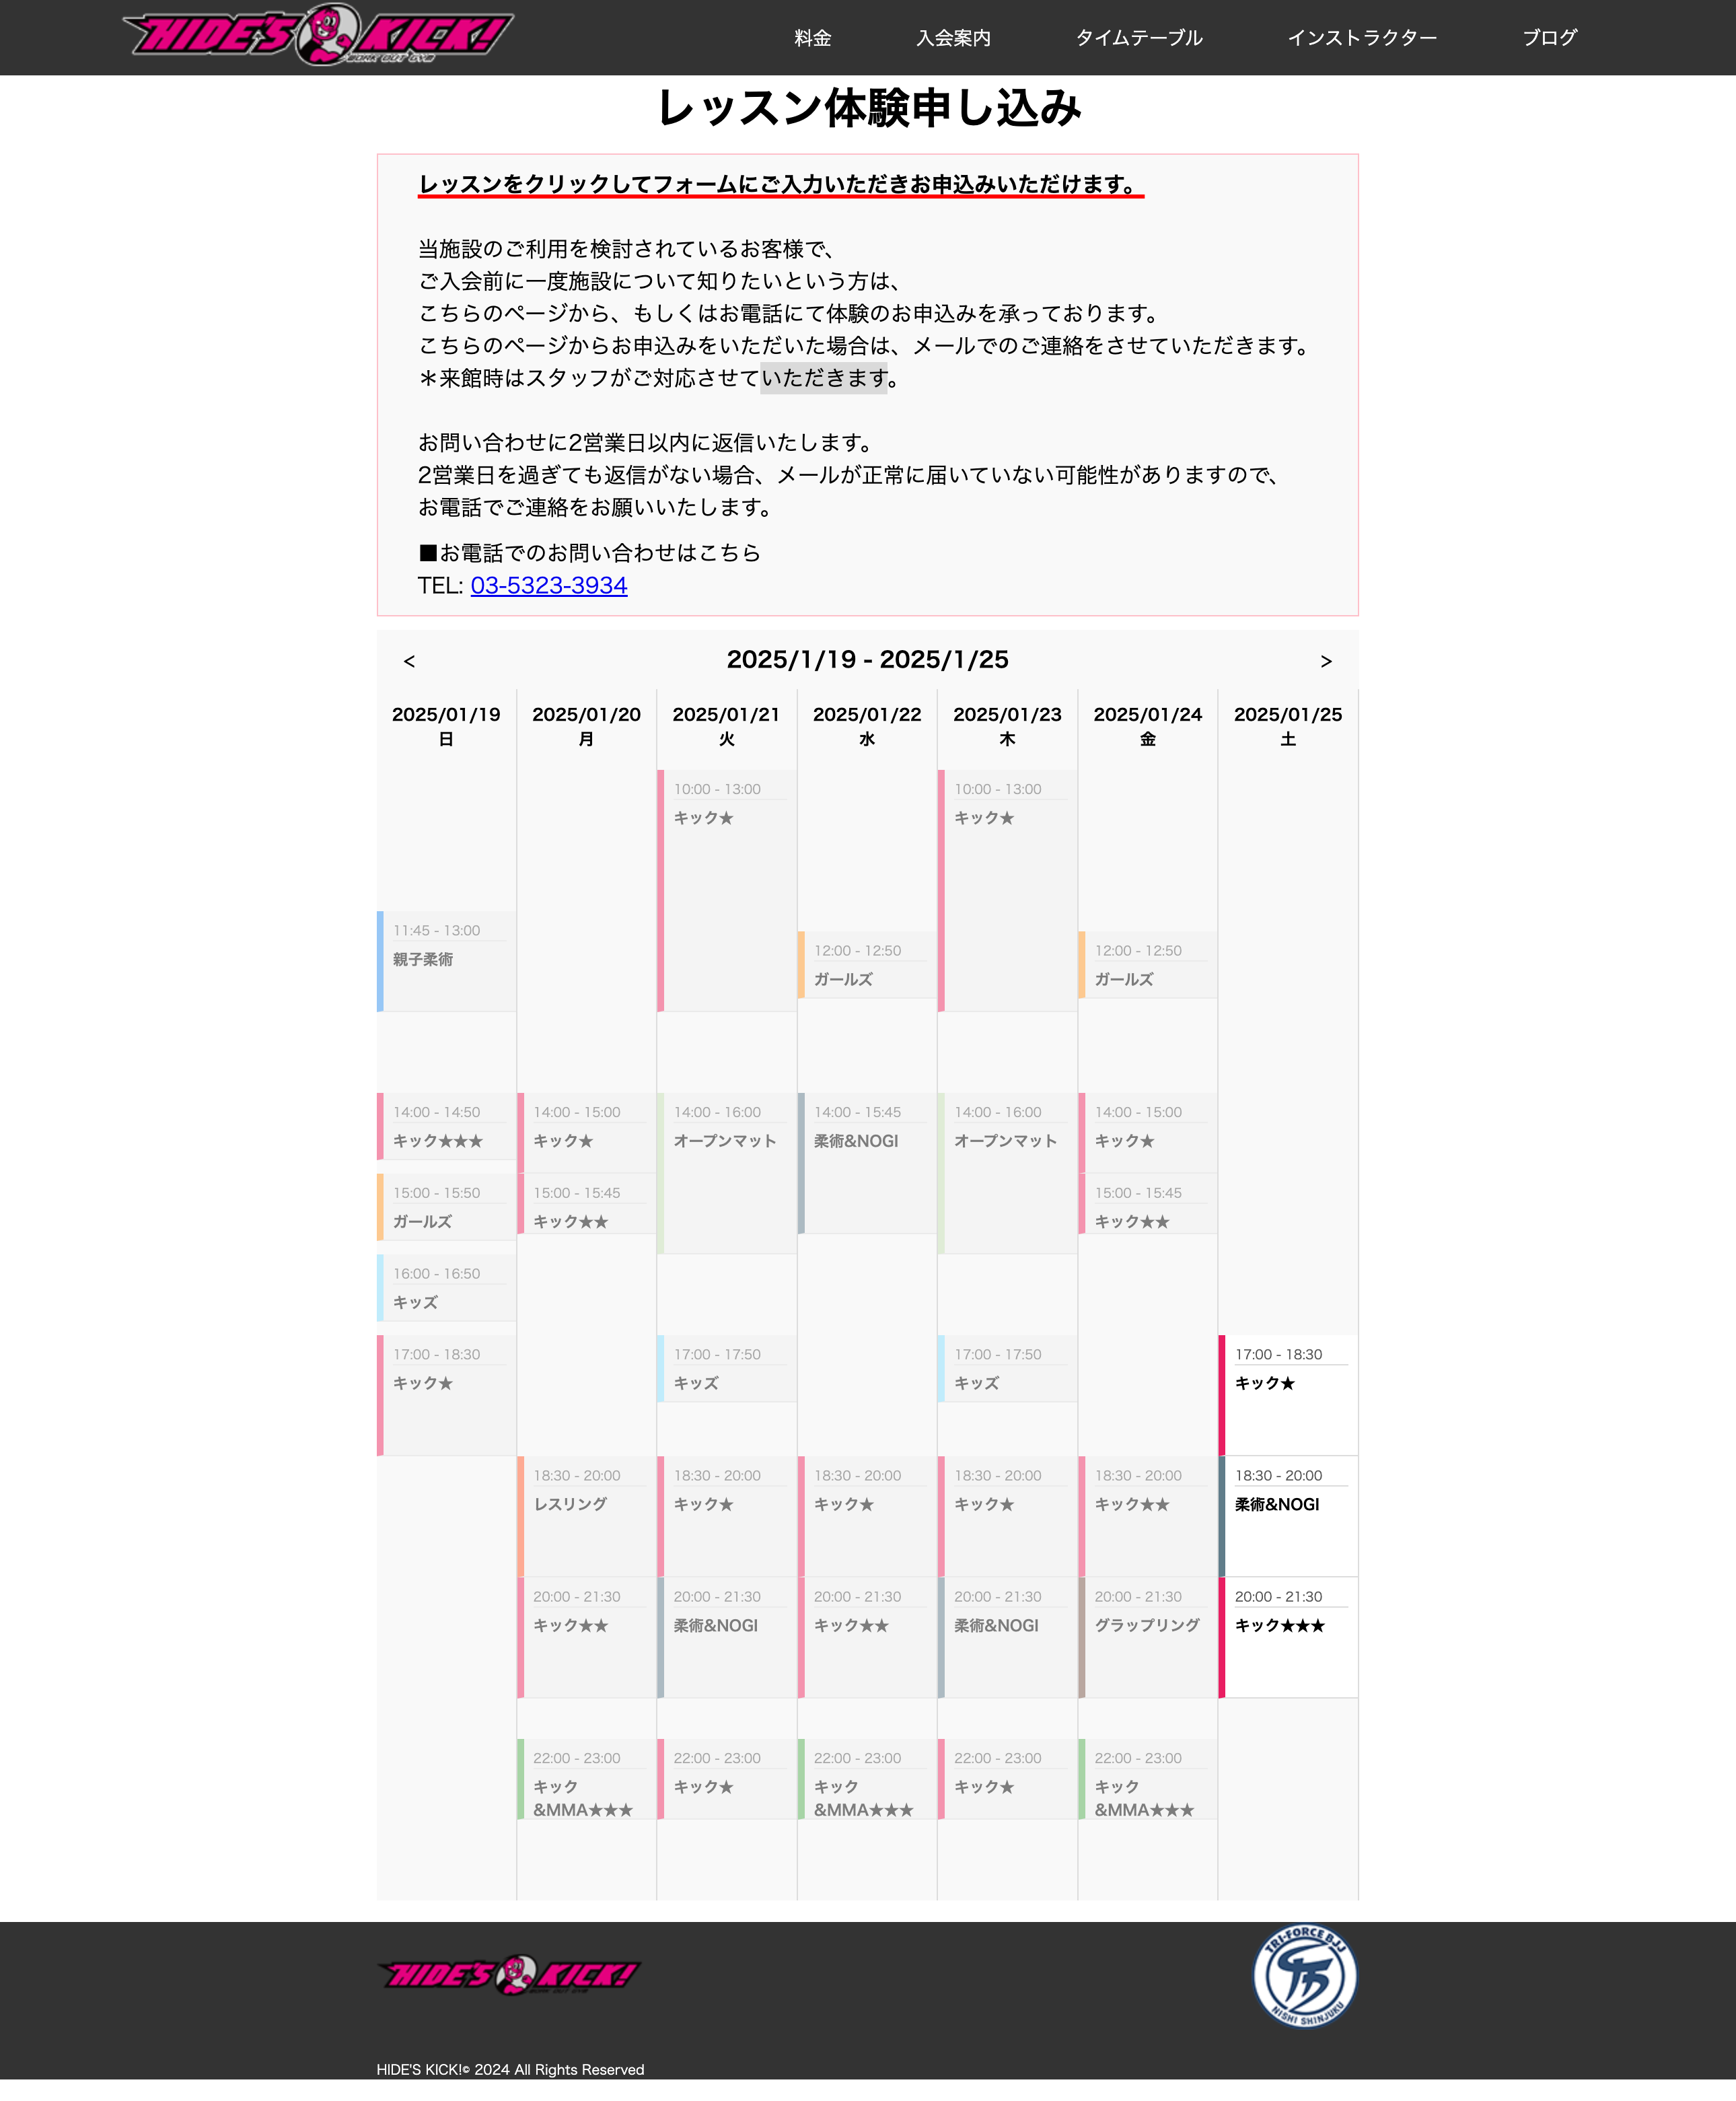 HIDE'S KICK!
WORK OUT GYM
料金
入会案内
タイムテーブル
インストラクター
ブログ
レッスン体験申し込み
レッスンをクリックしてフォームにご入力いただきお申込みいただけます。
当施設のご利用を検討されているお客様で、
ご入会前に一度施設について知りたいという方は、
こちらのページから、もしくはお電話にて体験のお申込みを承っております。
こちらのページからお申込みをいただいた場合は、メールでのご連絡をさせていただきます。
＊来館時はスタッフがご対応させていただきます。
お問い合わせに2営業日以内に返信いたします。
2営業日を過ぎても返信がない場合、メールが正常に届いていない可能性がありますので、
お電話でご連絡をお願いいたします。
■お電話でのお問い合わせはこちら
TEL: 03-5323-3934
< 2025/1/19 - 2025/1/25 >
2025/01/19
日
11:45 - 13:00
親子柔術
14:00 - 14:50
キック★★★
15:00 - 15:50
ガールズ
16:00 - 16:50
キッズ
17:00 - 18:30
キック★
2025/01/20
月
14:00 - 15:00
キック★
15:00 - 15:45
キック★★
18:30 - 20:00
レスリング
20:00 - 21:30
キック★★
22:00 - 23:00
キック
&MMA★★★
2025/01/21
火
10:00 - 13:00
キック★
14:00 - 16:00
オープンマット
17:00 - 17:50
キッズ
18:30 - 20:00
キック★
20:00 - 21:30
柔術&NOGI
22:00 - 23:00
キック★
2025/01/22
水
12:00 - 12:50
ガールズ
14:00 - 15:45
柔術&NOGI
18:30 - 20:00
キック★
20:00 - 21:30
キック★★
22:00 - 23:00
キック
&MMA★★★
2025/01/23
木
10:00 - 13:00
キック★
14:00 - 16:00
オープンマット
17:00 - 17:50
キッズ
18:30 - 20:00
キック★
20:00 - 21:30
柔術&NOGI
22:00 - 23:00
キック★
2025/01/24
金
12:00 - 12:50
ガールズ
14:00 - 15:00
キック★
15:00 - 15:45
キック★★
18:30 - 20:00
キック★★
20:00 - 21:30
グラップリング
22:00 - 23:00
キック
&MMA★★★
2025/01/25
土
17:00 - 18:30
キック★
18:30 - 20:00
柔術&NOGI
20:00 - 21:30
キック★★★
HIDE'S KICK!
WORK OUT GYM
TRI-FORCE BJJ
NISHI SHINJUKU
HIDE'S KICK!© 2024 All Rights Reserved